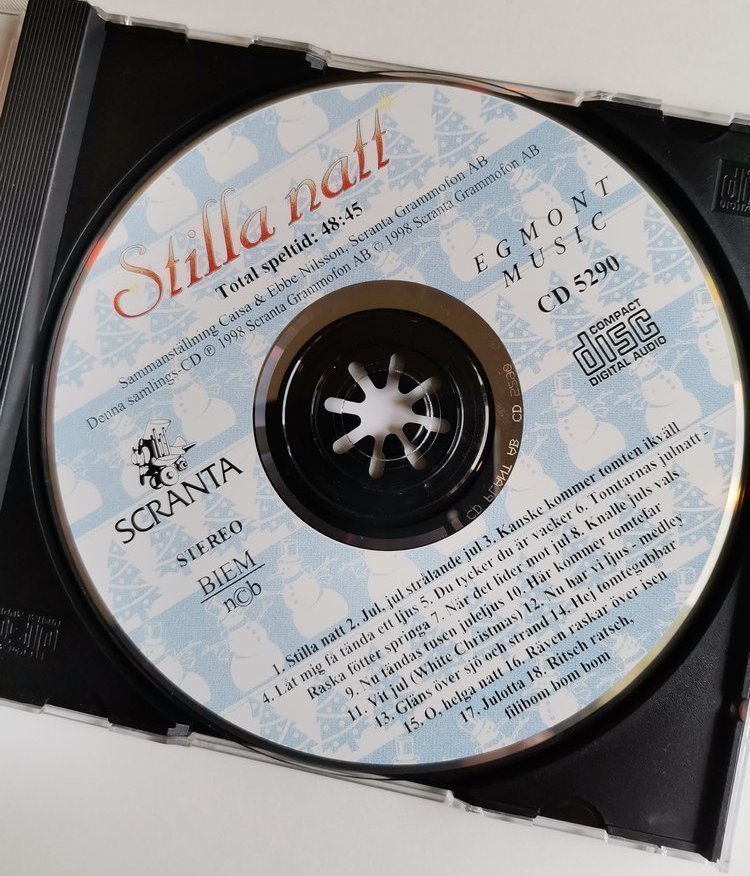 Stilla natt
Total speltid: 48:45
Sammanställning Caisa & Ebbe Nilsson, Scranta Grammofon AB
Denna samlings-CD ℗ 1998 Scranta Grammofon AB © 1998 Scranta Grammofon AB
EGMONT
MUSIC
CD 5290
COMPACT
disc
DIGITAL AUDIO
SCRANTA
STEREO
BIEM
n©b
CD PLANT AB CD 5290
1. Stilla natt 2. Jul, jul strålande jul 3. Kanske kommer tomten ikväll
4. Låt mig få tända ett ljus 5. Du tycker du är vacker 6. Tomtarnas julnatt -
Raska fötter springa 7. När det lider mot jul 8. Knalle juls vals
9. Nu tändas tusen juleljus 10. Här kommer tomtefar
11. Vit jul (White Christmas) 12. Nu har vi ljus - medley
13. Gläns över sjö och strand 14. Hej tomtegubbar
15. O, helga natt 16. Räven raskar över isen
17. Julotta 18. Ritsch ratsch,
filibom bom bom